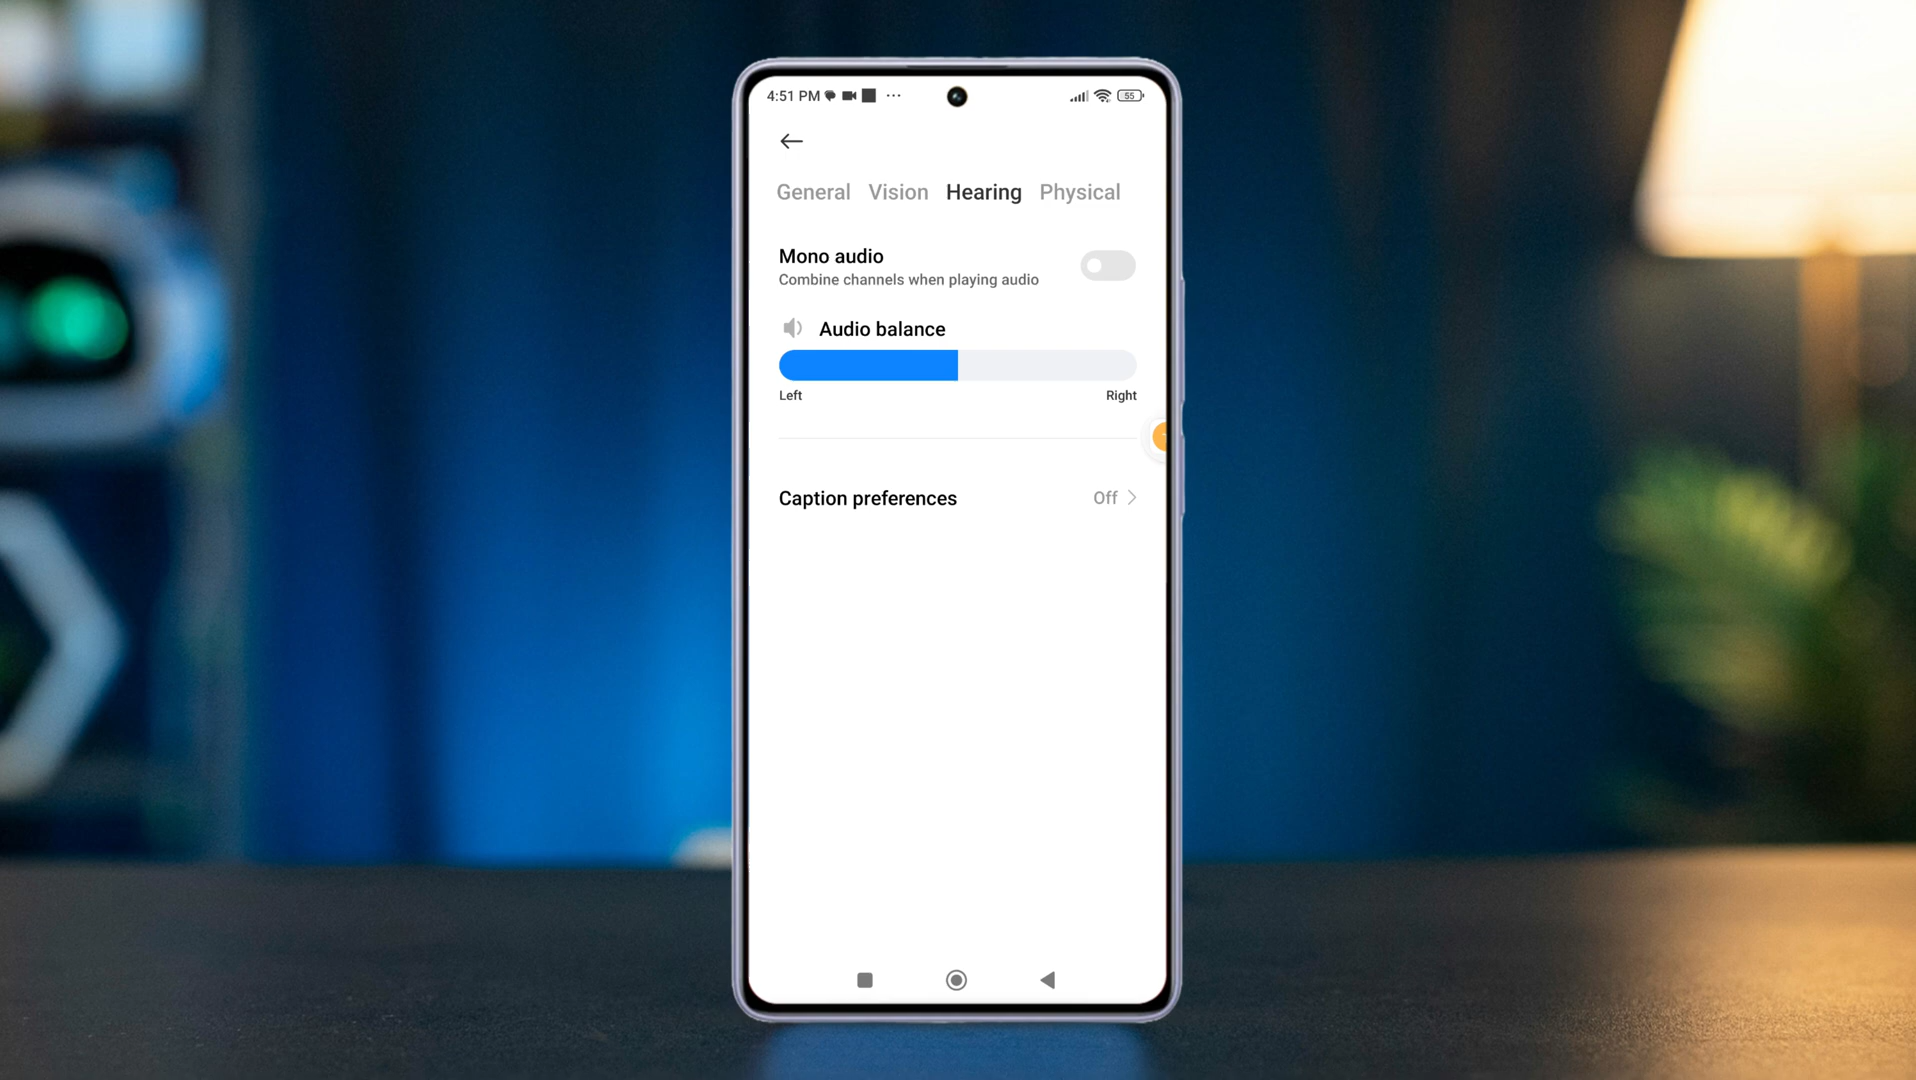 4:51 PM ... 55
General Vision Hearing Physical
Mono audio
Combine channels when playing audio
Audio balance
Left Right
Caption preferences Off